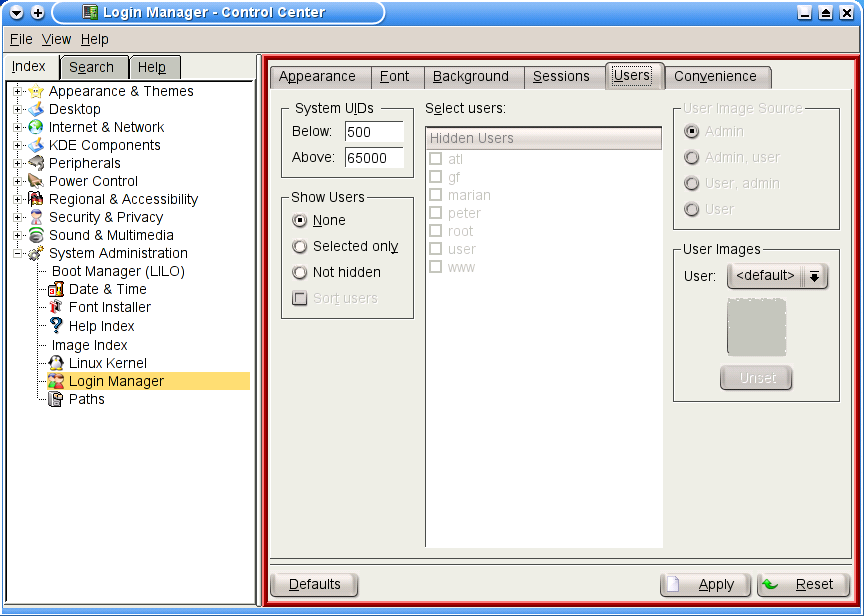 Login Manager - Control Center
File View Help
Index Search Help
Appearance & Themes
Desktop
Internet & Network
KDE Components
Peripherals
Power Control
Regional & Accessibility
Security & Privacy
Sound & Multimedia
System Administration
Boot Manager (LILO)
Date & Time
Font Installer
Help Index
Image Index
Linux Kernel
Login Manager
Paths
Appearance Font Background Sessions Users Convenience
System UIDs
Below: 500
Above: 65000
Show Users
None
Selected only
Not hidden
Sort users
Select users:
Hidden Users
atl
gf
marian
peter
root
user
www
User Image Source
Admin
Admin, user
User, admin
User
User Images
User: <default>
Unset
Defaults Apply Reset